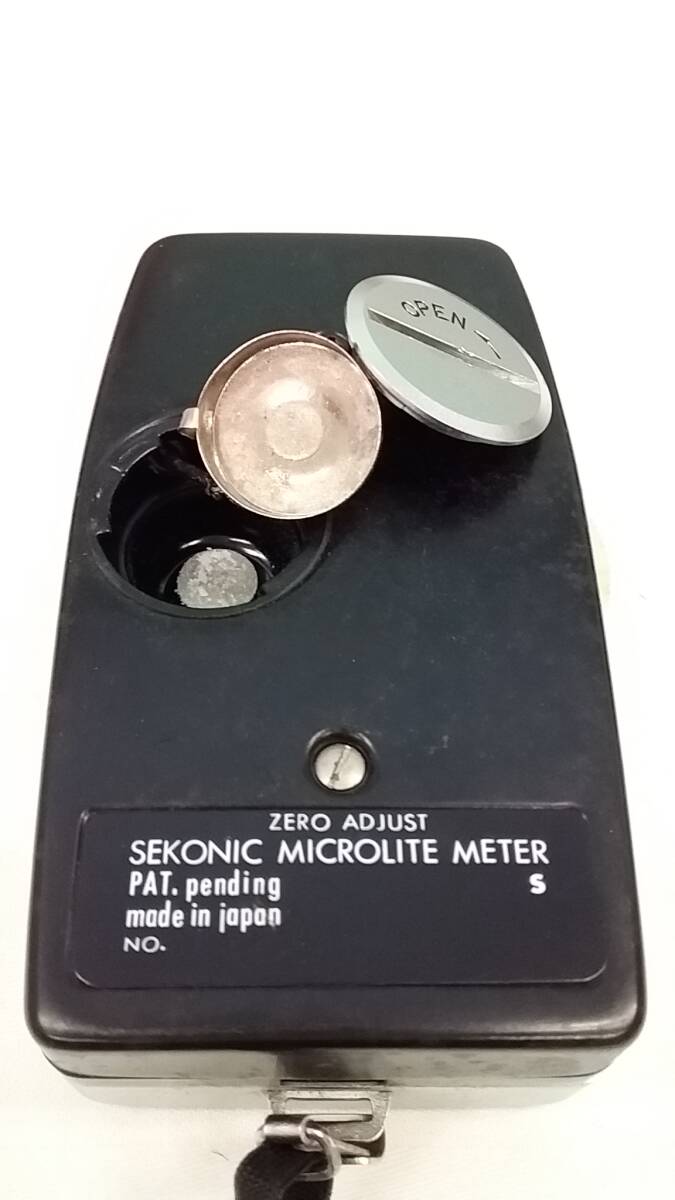 OPEN
ZERO ADJUST
SEKONIC MICROLITE METER
PAT. pending S
made in japan
NO.